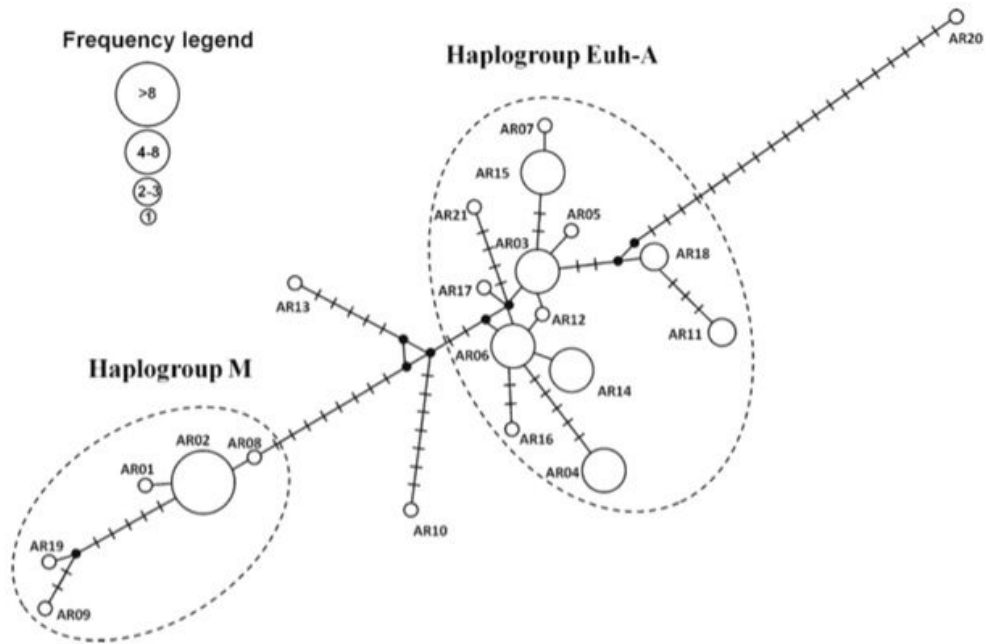 Frequency legend
>8
4-8
2-3
1
Haplogroup Euh-A
AR20
AR07
AR15
AR21
AR05
AR03
AR18
AR17
AR13
AR12
AR11
AR06
Haplogroup M
AR14
AR16
AR02
AR08
AR01
AR04
AR10
AR19
AR09